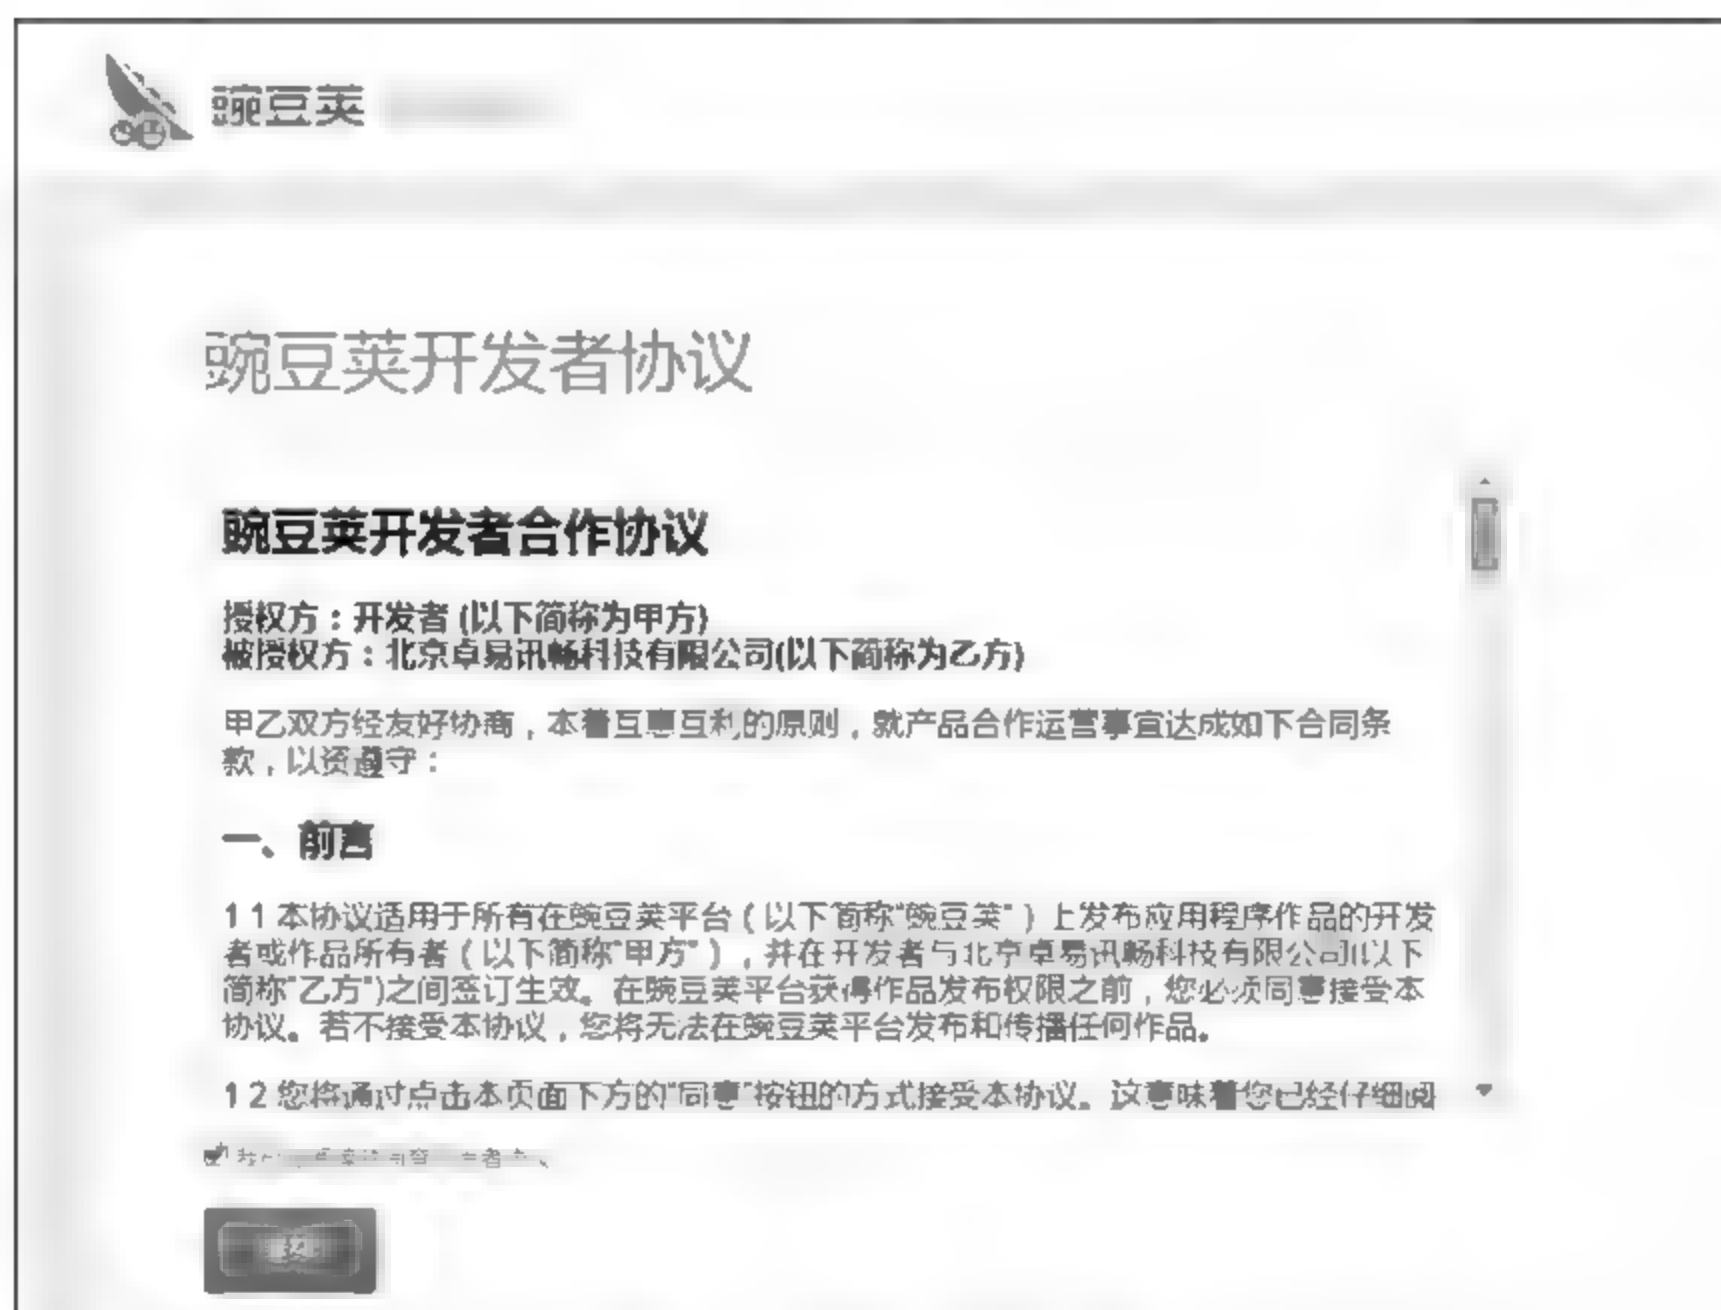 豌豆荚
豌豆荚开发者协议
豌豆荚开发者合作协议
授权方：开发者 (以下简称为甲方)
被授权方：北京卓易讯畅科技有限公司(以下简称为乙方)
甲乙双方经友好协商，本着互惠互利的原则，就产品合作运营事宜达成如下合同条
款，以资遵守：
一、前言
1 1 本协议适用于所有在豌豆荚平台（以下简称"豌豆荚"）上发布应用程序作品的开发
者或作品所有者（以下简称"甲方"），并在开发者与北京卓易讯畅科技有限公司(以下
简称"乙方")之间签订生效。在豌豆荚平台获得作品发布权限之前，您必须同意接受本
协议。若不接受本协议，您将无法在豌豆荚平台发布和传播任何作品。
1 2 您将通过点击本页面下方的"同意"按钮的方式接受本协议。这意味着您已经仔细阅